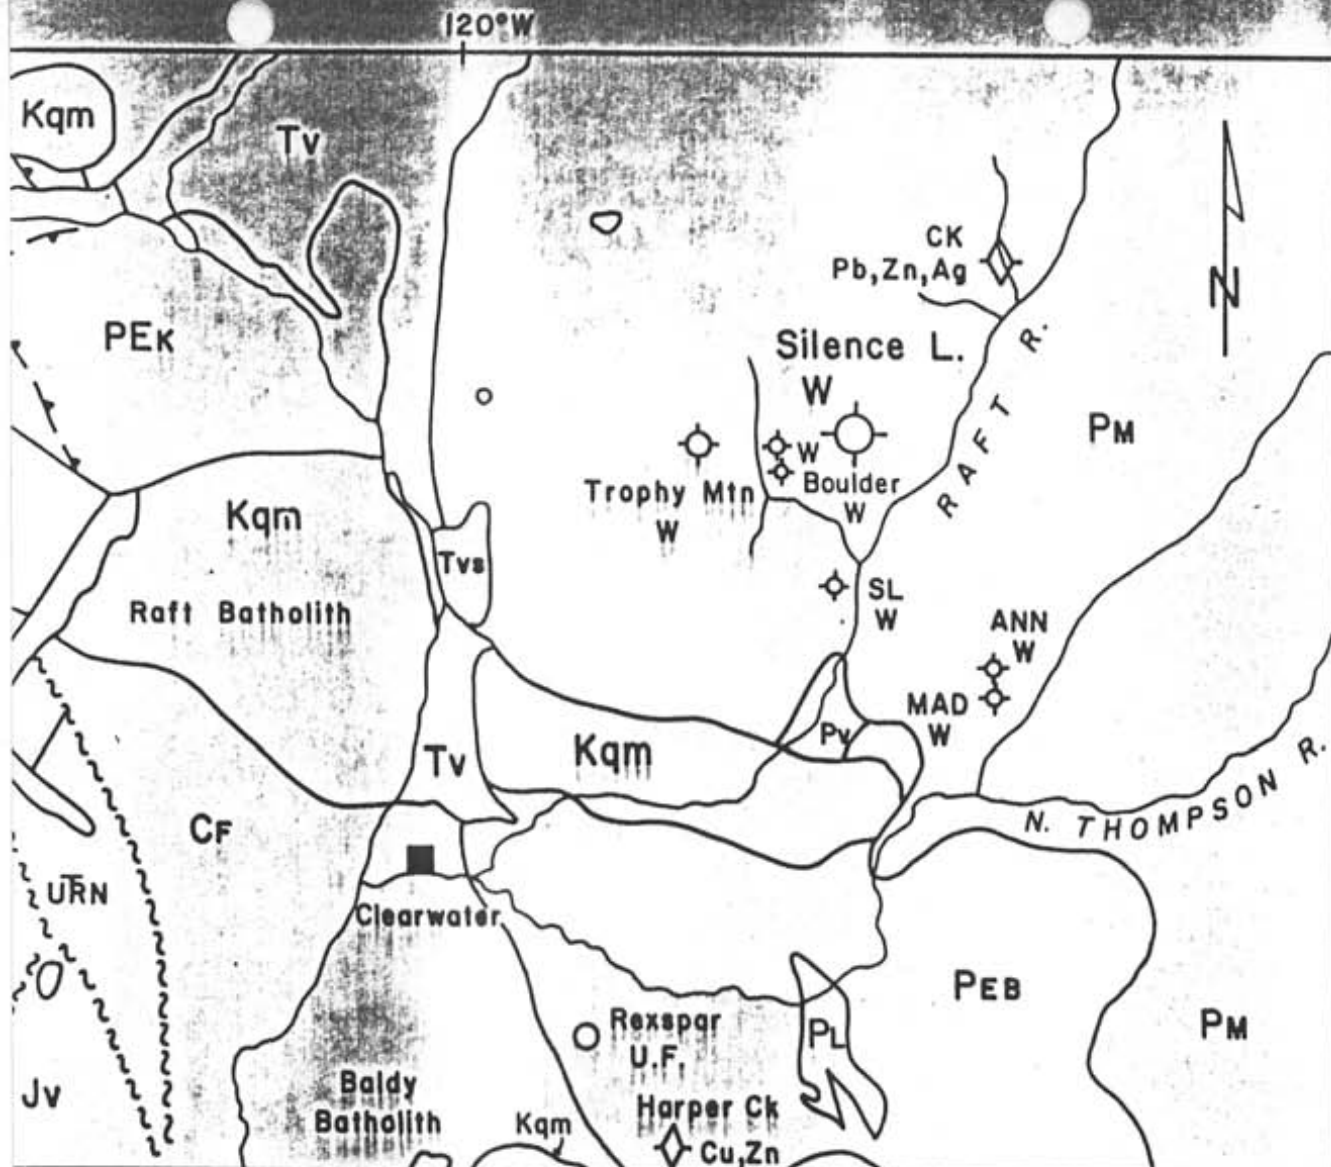 120°W
Kqm
Tv
CK
Pb,Zn,Ag
N
PEK
Silence L.
W
RAFT R.
PM
W
Trophy Mtn
W
Boulder
W
Kqm
Tvs
Raft Batholith
SL
W
ANN
W
MAD
W
Pv
Tv
Kqm
N. THOMPSON R.
CF
UTRN
Clearwater
PEB
Rexspar
U.F.
PL
PM
Jv
Baldy
Batholith
Harper Ck
Cu,Zn
Kqm